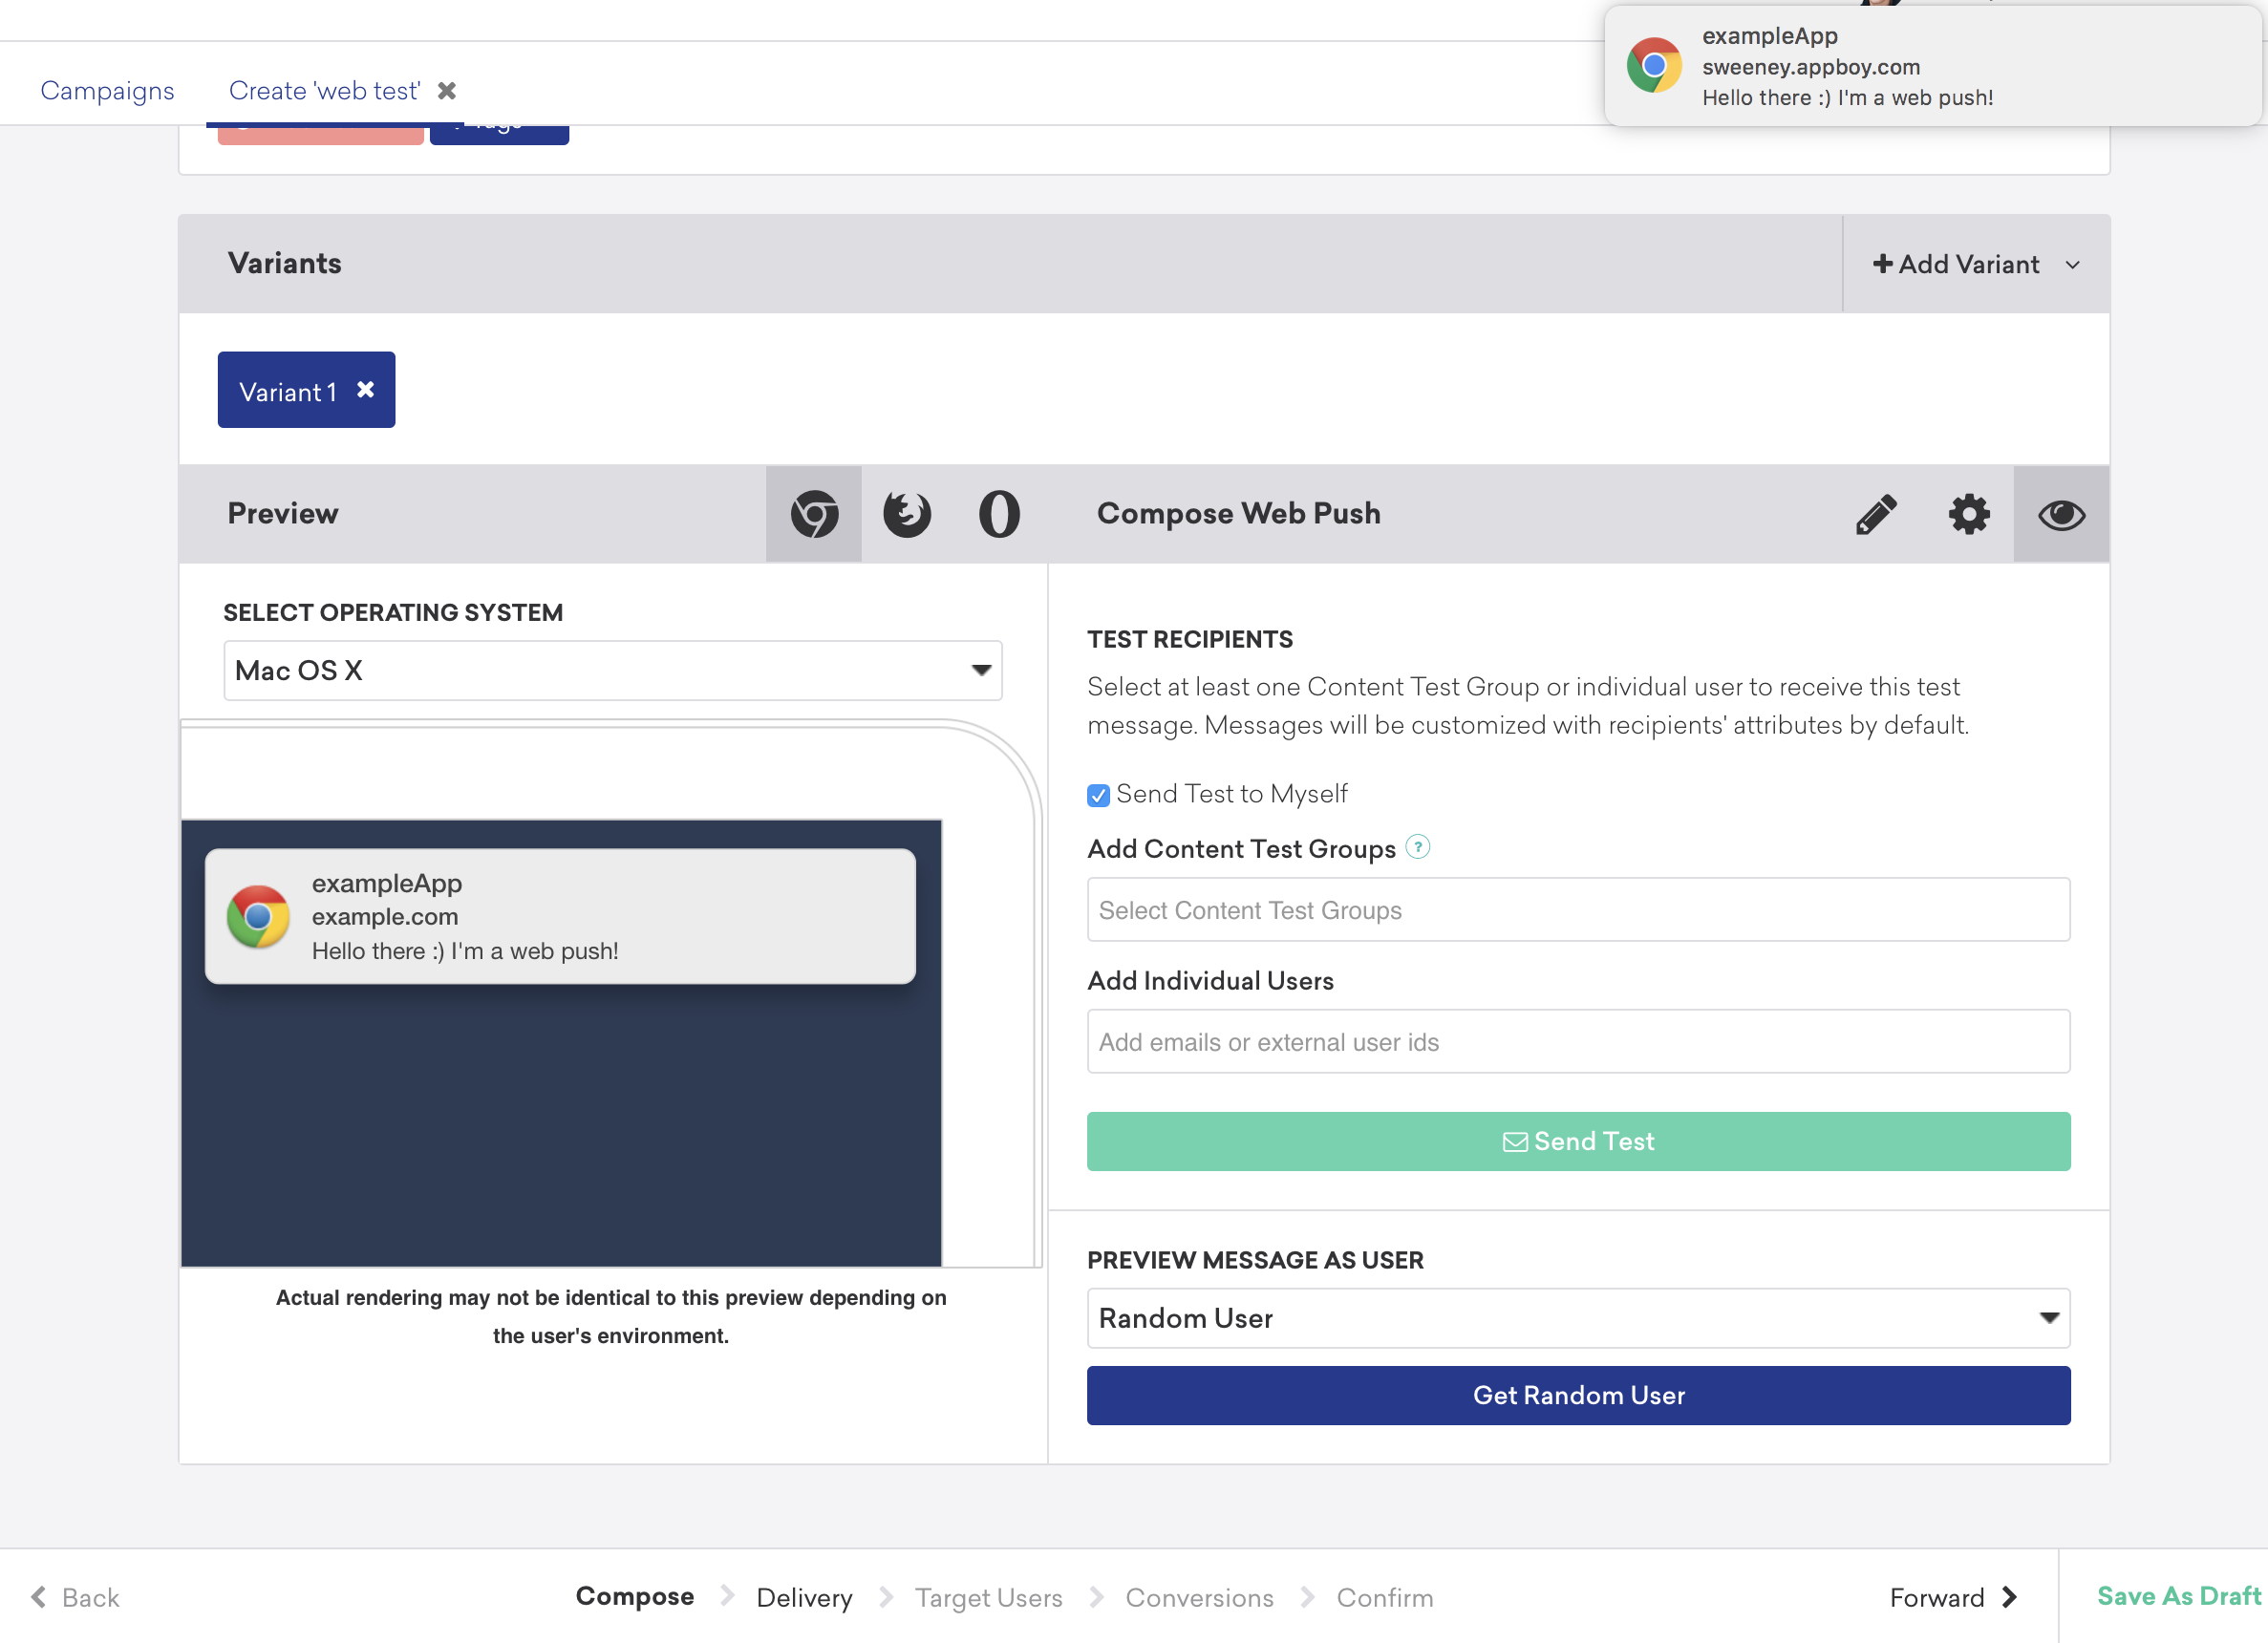 exampleApp
sweeney.appboy.com
Hello there :) I'm a web push!
Campaigns
Create 'web test'
Variants
Add Variant
Variant 1
Preview
Compose Web Push
SELECT OPERATING SYSTEM
Mac OS X
exampleApp
example.com
Hello there :) I'm a web push!
Actual rendering may not be identical to this preview depending on
the user's environment.
TEST RECIPIENTS
Select at least one Content Test Group or individual user to receive this test
message. Messages will be customized with recipients' attributes by default.
Send Test to Myself
Add Content Test Groups ?
Select Content Test Groups
Add Individual Users
Add emails or external user ids
Send Test
PREVIEW MESSAGE AS USER
Random User
Get Random User
Back
Compose
Delivery
Target Users
Conversions
Confirm
Forward
Save As Draft